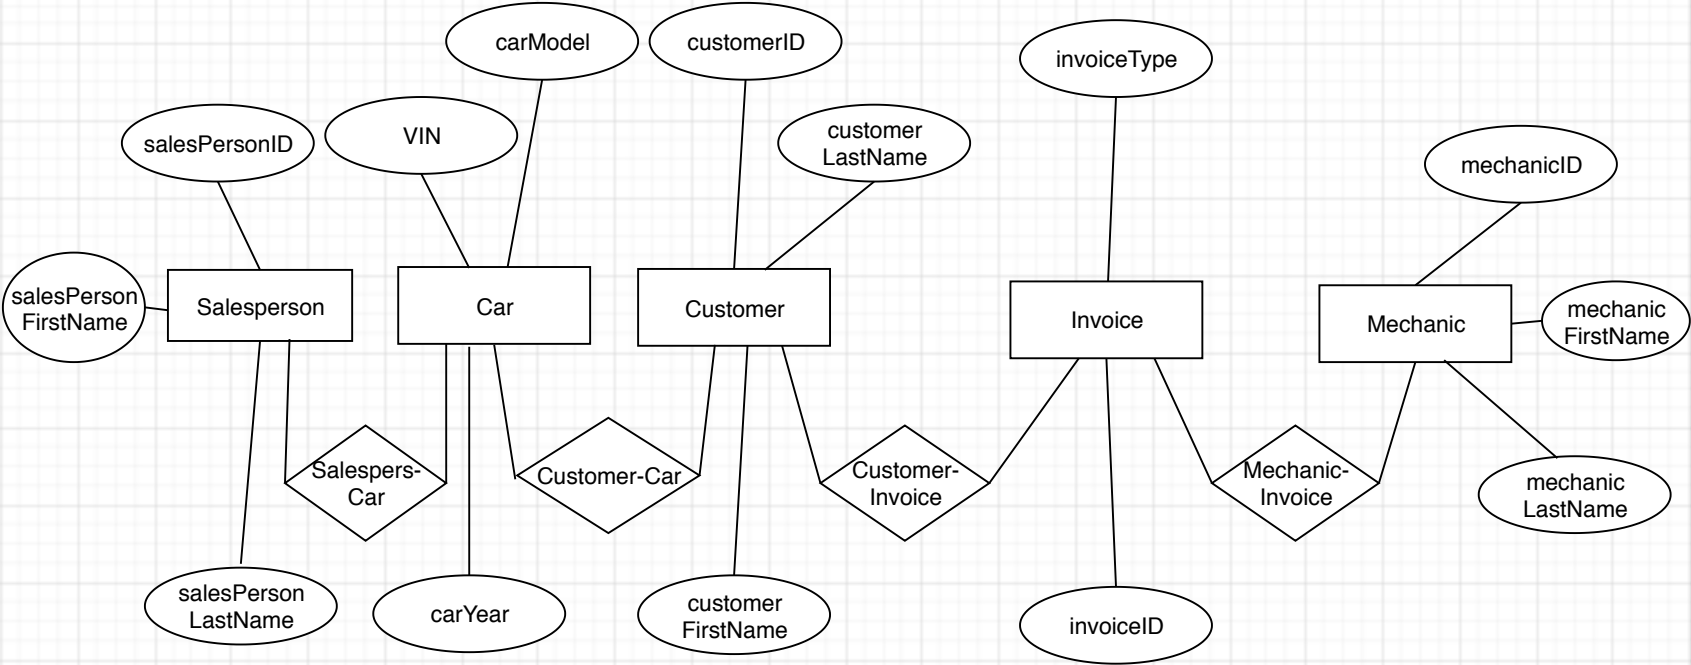 carModel
customerID
invoiceType
salesPersonID
VIN
customer
LastName
mechanicID
salesPerson
FirstName
Salesperson
Car
Customer
Invoice
Mechanic
mechanic
FirstName
Salespers-
Car
Customer-Car
Customer-
Invoice
Mechanic-
Invoice
mechanic
LastName
salesPerson
LastName
carYear
customer
FirstName
invoiceID